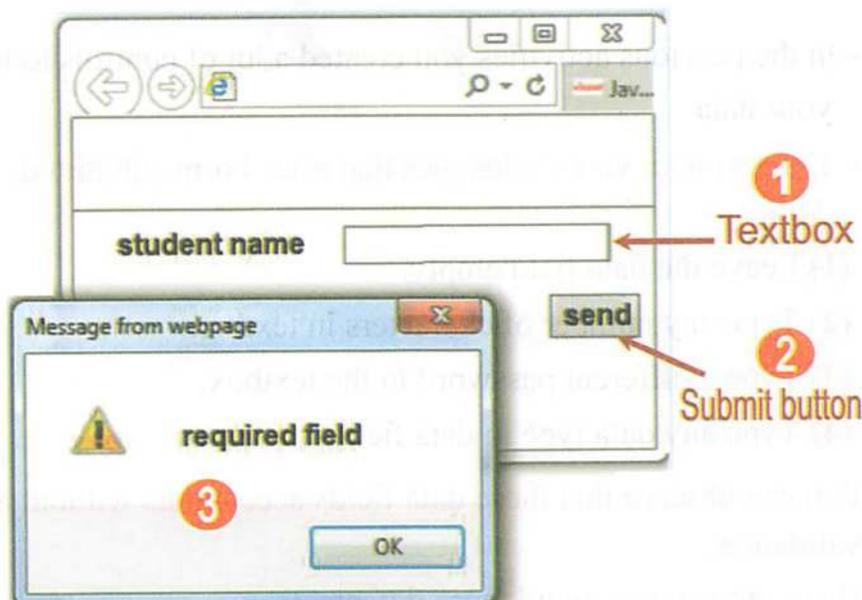 Jav...
1
Textbox
student name
send
2
Submit button
Message from webpage
required field
3
OK